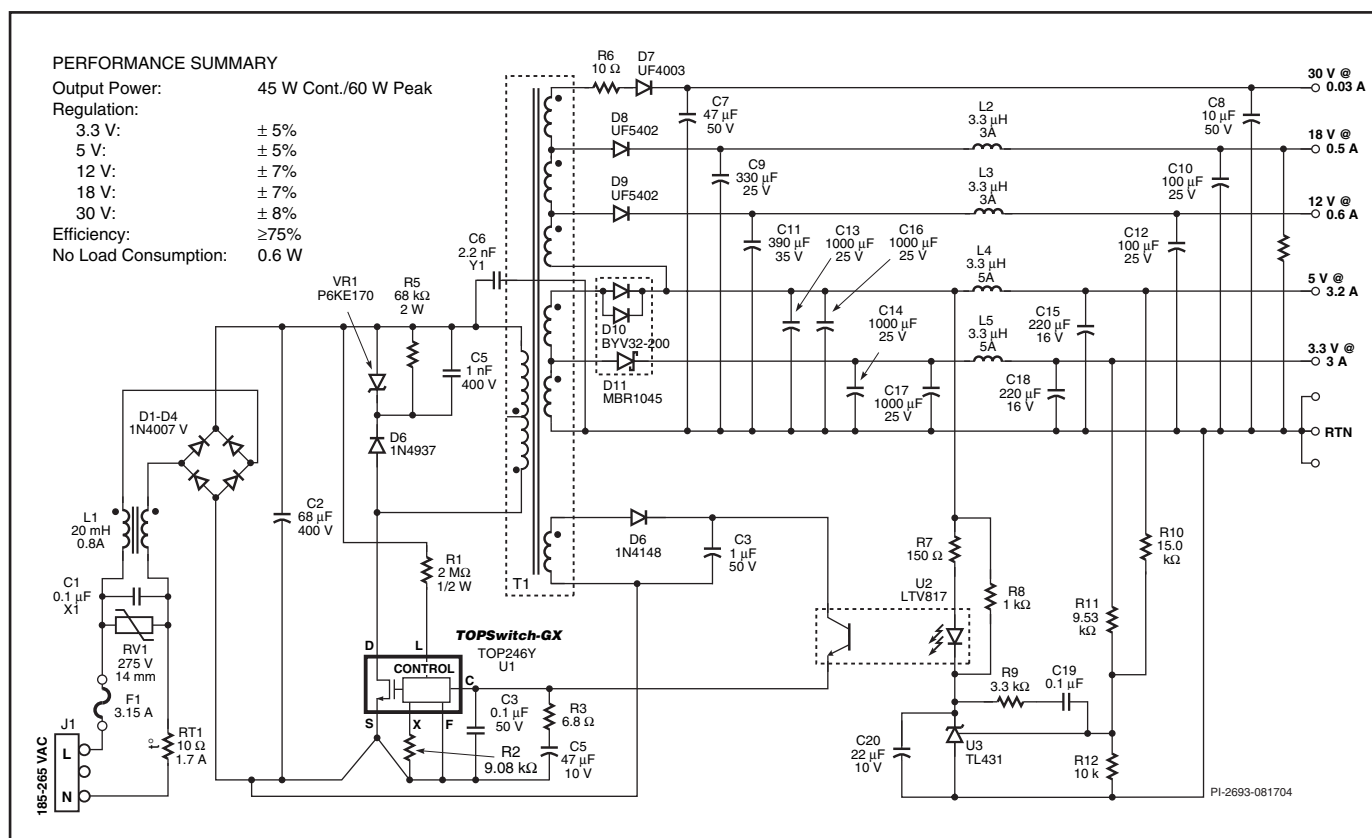 PERFORMANCE SUMMARY
Output Power: 45 W Cont./60 W Peak
Regulation:
3.3 V: ± 5%
5 V: ± 5%
12 V: ± 7%
18 V: ± 7%
30 V: ± 8%
Efficiency: ≥75%
No Load Consumption: 0.6 W
R6
10 Ω
D7
UF4003
C7
47 µF
50 V
L2
3.3 µH
3A
C8
10 µF
50 V
30 V @
0.03 A
D8
UF5402
18 V @
0.5 A
C9
330 µF
25 V
L3
3.3 µH
3A
C10
100 µF
25 V
D9
UF5402
12 V @
0.6 A
C11
390 µF
35 V
C13
1000 µF
25 V
C16
1000 µF
25 V
L4
3.3 µH
5A
C12
100 µF
25 V
C6
2.2 nF
Y1
5 V @
3.2 A
VR1
P6KE170
R5
68 kΩ
2 W
C5
1 nF
400 V
D10
BYV32-200
C14
1000 µF
25 V
L5
3.3 µH
5A
C15
220 µF
16 V
3.3 V @
3 A
D11
MBR1045
C17
1000 µF
25 V
C18
220 µF
16 V
D1-D4
1N4007 V
D6
1N4937
RTN
L1
20 mH
0.8A
C2
68 µF
400 V
T1
D6
1N4148
C3
1 µF
50 V
R1
2 MΩ
1/2 W
R7
150 Ω
R10
15.0
kΩ
C1
0.1 µF
X1
U2
LTV817
R8
1 kΩ
R11
9.53
kΩ
RV1
275 V
14 mm
TOPSwitch-GX
TOP246Y
U1
D
L
CONTROL
C
S
X
F
F1
3.15 A
C3
0.1 µF
50 V
R3
6.8 Ω
R9
3.3 kΩ
C19
0.1 µF
J1
L
N
185-265 VAC
t°
RT1
10 Ω
1.7 A
R2
9.08 kΩ
C5
47 µF
10 V
C20
22 µF
10 V
U3
TL431
R12
10 k
PI-2693-081704